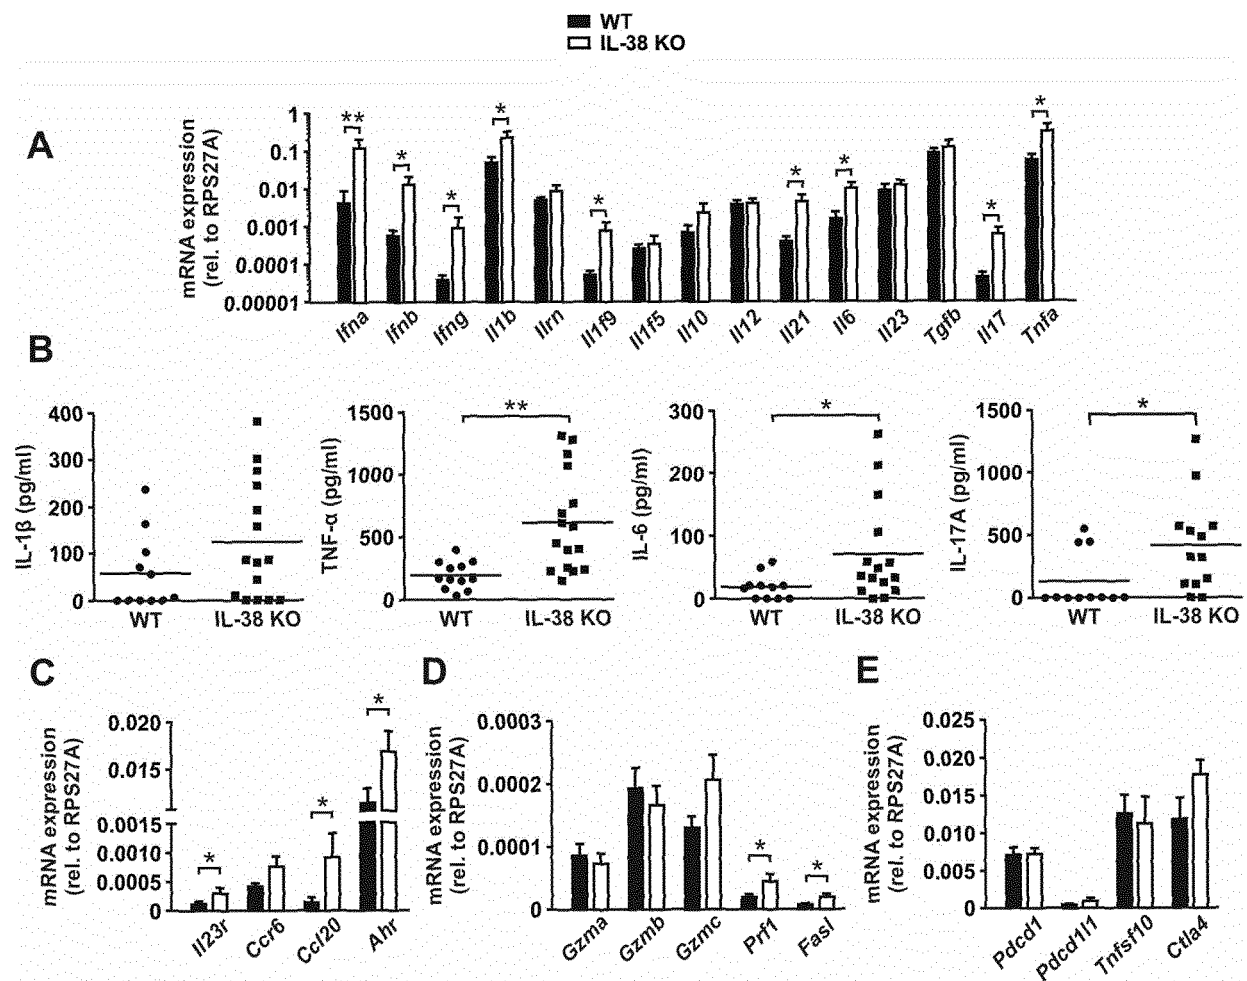 WT
IL-38 KO
A
mRNA expression
(rel. to RPS27A)
1
0.1
0.01
0.001
0.0001
0.00001
** * * * * * * * *
Ifna Ifnb Ifng Il1b Ilrn Il1f9 Il1f5 Il10 Il12 Il21 Il6 Il23 Tgfb Il17 Tnfa
B
IL-1β (pg/ml)
400
300
200
100
0
WT IL-38 KO
TNF-α (pg/ml)
1500
1000
500
0
**
WT IL-38 KO
IL-6 (pg/ml)
300
200
100
0
*
WT IL-38 KO
IL-17A (pg/ml)
1500
1000
500
0
*
WT IL-38 KO
C
mRNA expression
(rel. to RPS27A)
0.020
0.015
0.0015
0.0010
0.0005
0
* * *
Il23r Ccr6 Ccl20 Ahr
D
mRNA expression
(rel. to RPS27A)
0.0003
0.0002
0.0001
0
* *
Gzma Gzmb Gzmc Prf1 Fasl
E
mRNA expression
(rel. to RPS27A)
0.025
0.020
0.015
0.010
0.005
0
Pdcd1 Pdcd1l1 Tnfsf10 Ctla4